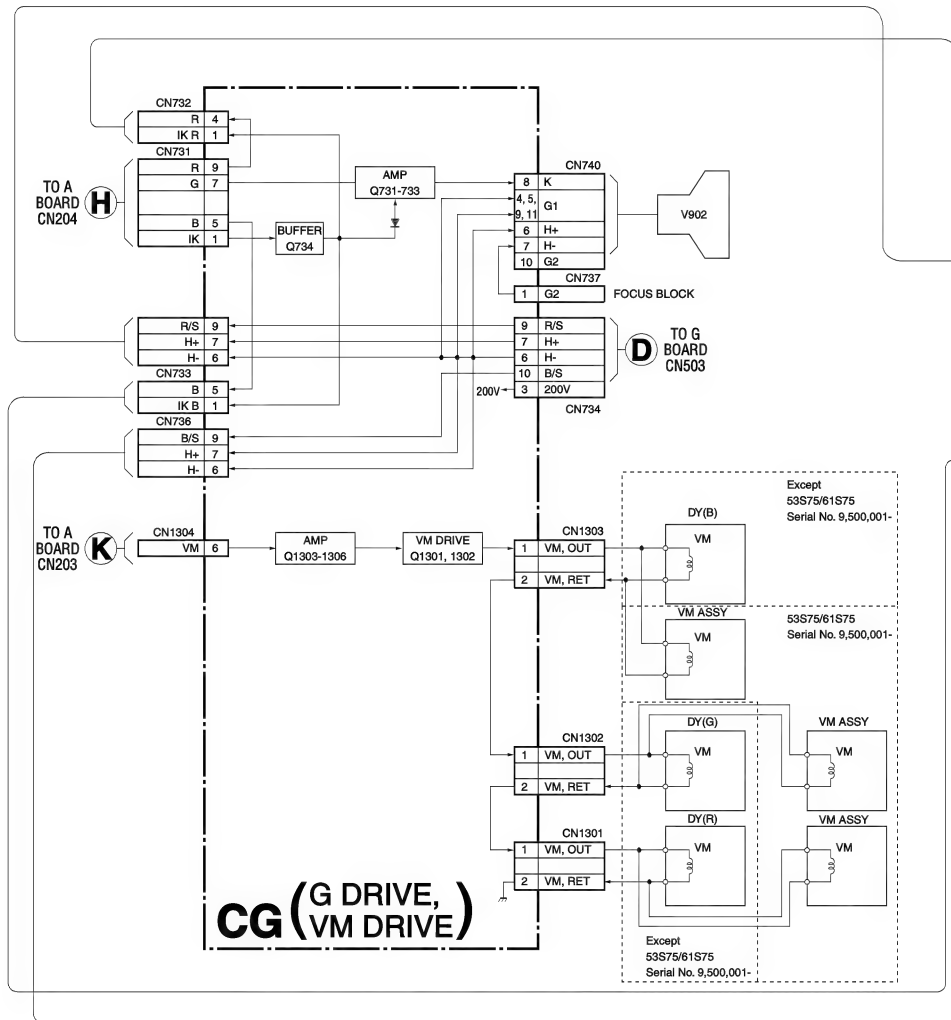 CN732
R 4
IK R 1
CN731
R 9
G 7
B 5
IK 1
TO A
BOARD
CN204
H
BUFFER
Q734
AMP
Q731-733
CN740
8 K
4, 5,
9, 11
G1
6 H+
7 H-
10 G2
V902
CN737
1 G2
FOCUS BLOCK
R/S 9
H+ 7
H- 6
CN733
B 5
IK B 1
CN736
B/S 9
H+ 7
H- 6
9 R/S
7 H+
6 H-
10 B/S
200V
3 200V
CN734
D
TO G
BOARD
CN503
TO A
BOARD
CN203
K
CN1304
VM 6
AMP
Q1303-1306
VM DRIVE
Q1301, 1302
CN1303
1 VM, OUT
2 VM, RET
DY(B)
VM
Except
53S75/61S75
Serial No. 9,500,001-
VM ASSY
VM
53S75/61S75
Serial No. 9,500,001-
CN1302
1 VM, OUT
2 VM, RET
DY(G)
VM
VM ASSY
VM
CN1301
1 VM, OUT
2 VM, RET
DY(R)
VM
VM ASSY
VM
Except
53S75/61S75
Serial No. 9,500,001-
CG (G DRIVE,
VM DRIVE)